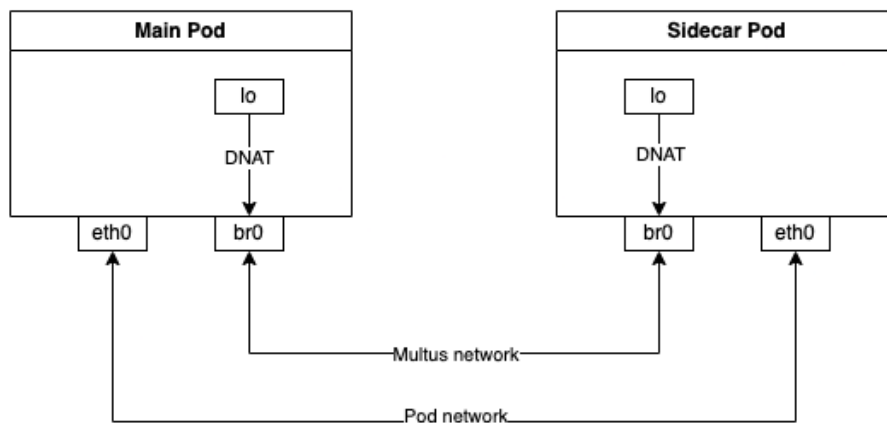 Main Pod
Sidecar Pod
lo
lo
DNAT
DNAT
eth0
br0
br0
eth0
Multus network
Pod network